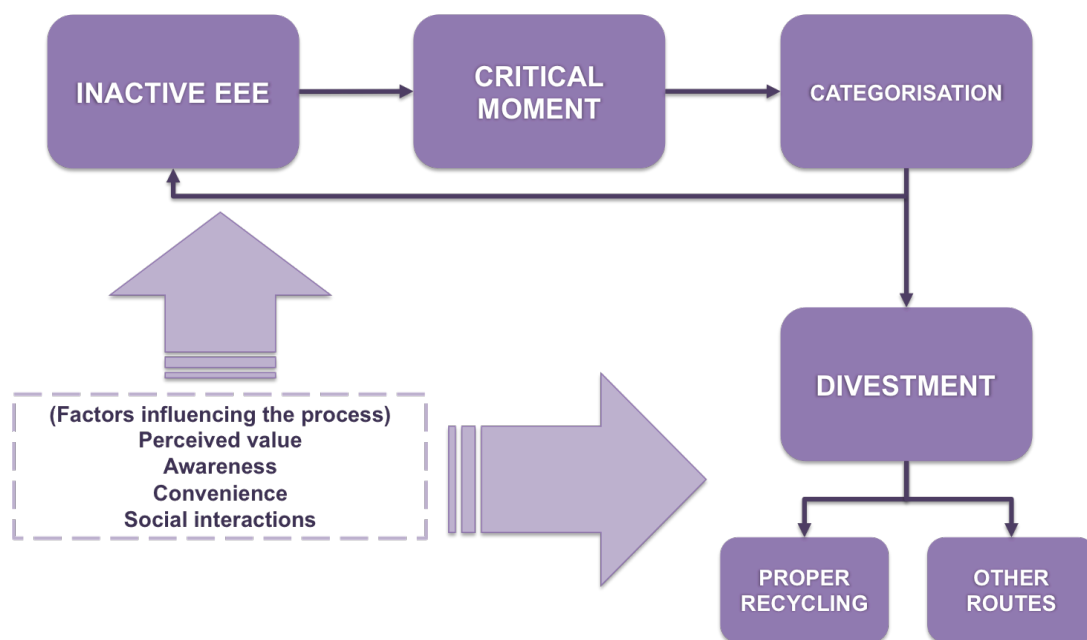 INACTIVE EEE
CRITICAL
MOMENT
CATEGORISATION
(Factors influencing the process)
Perceived value
Awareness
Convenience
Social interactions
DIVESTMENT
PROPER
RECYCLING
OTHER
ROUTES